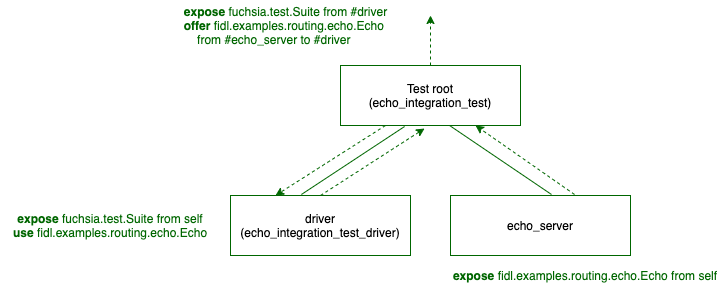 expose fuchsia.test.Suite from #driver
offer fidl.examples.routing.echo.Echo
from #echo_server to #driver
Test root
(echo_integration_test)
expose fuchsia.test.Suite from self
use fidl.examples.routing.echo.Echo
driver
(echo_integration_test_driver)
echo_server
expose fidl.examples.routing.echo.Echo from self